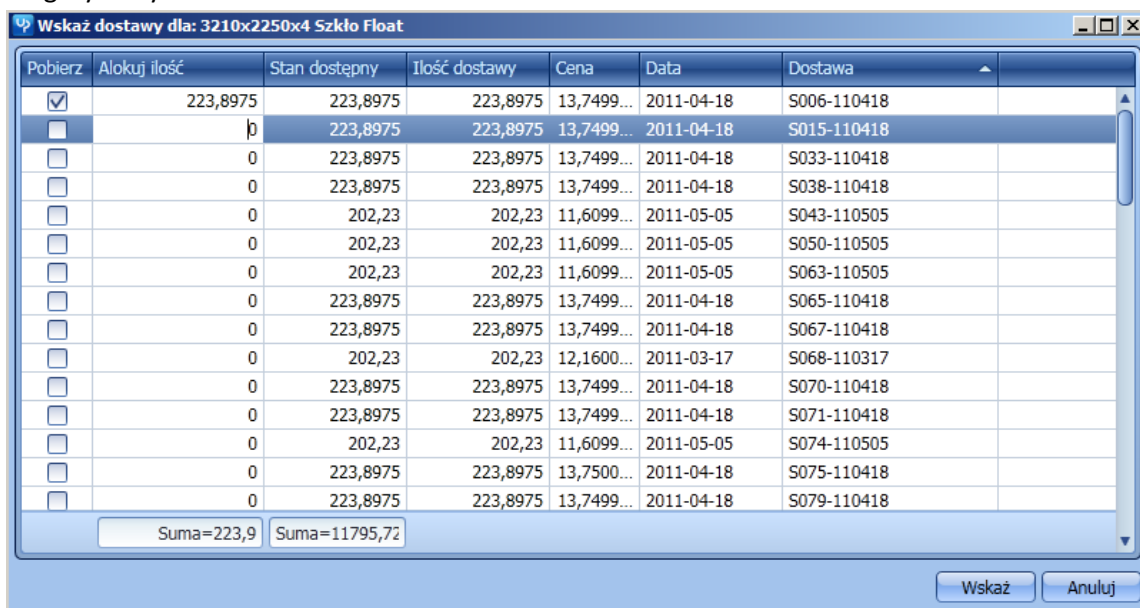 Wskaż dostawy dla: 3210x2250x4 Szkło Float
Pobierz Alokuj ilość Stan dostępny Ilość dostawy Cena Data Dostawa
223,8975 223,8975 223,8975 13,7499... 2011-04-18 S006-110418
0 223,8975 223,8975 13,7499... 2011-04-18 S015-110418
0 223,8975 223,8975 13,7499... 2011-04-18 S033-110418
0 223,8975 223,8975 13,7499... 2011-04-18 S038-110418
0 202,23 202,23 11,6099... 2011-05-05 S043-110505
0 202,23 202,23 11,6099... 2011-05-05 S050-110505
0 202,23 202,23 11,6099... 2011-05-05 S063-110505
0 223,8975 223,8975 13,7499... 2011-04-18 S065-110418
0 223,8975 223,8975 13,7499... 2011-04-18 S067-110418
0 202,23 202,23 12,1600... 2011-03-17 S068-110317
0 223,8975 223,8975 13,7499... 2011-04-18 S070-110418
0 223,8975 223,8975 13,7499... 2011-04-18 S071-110418
0 202,23 202,23 11,6099... 2011-05-05 S074-110505
0 223,8975 223,8975 13,7500... 2011-04-18 S075-110418
0 223,8975 223,8975 13,7499... 2011-04-18 S079-110418
Suma=223,9 Suma=11795,72
Wskaż Anuluj